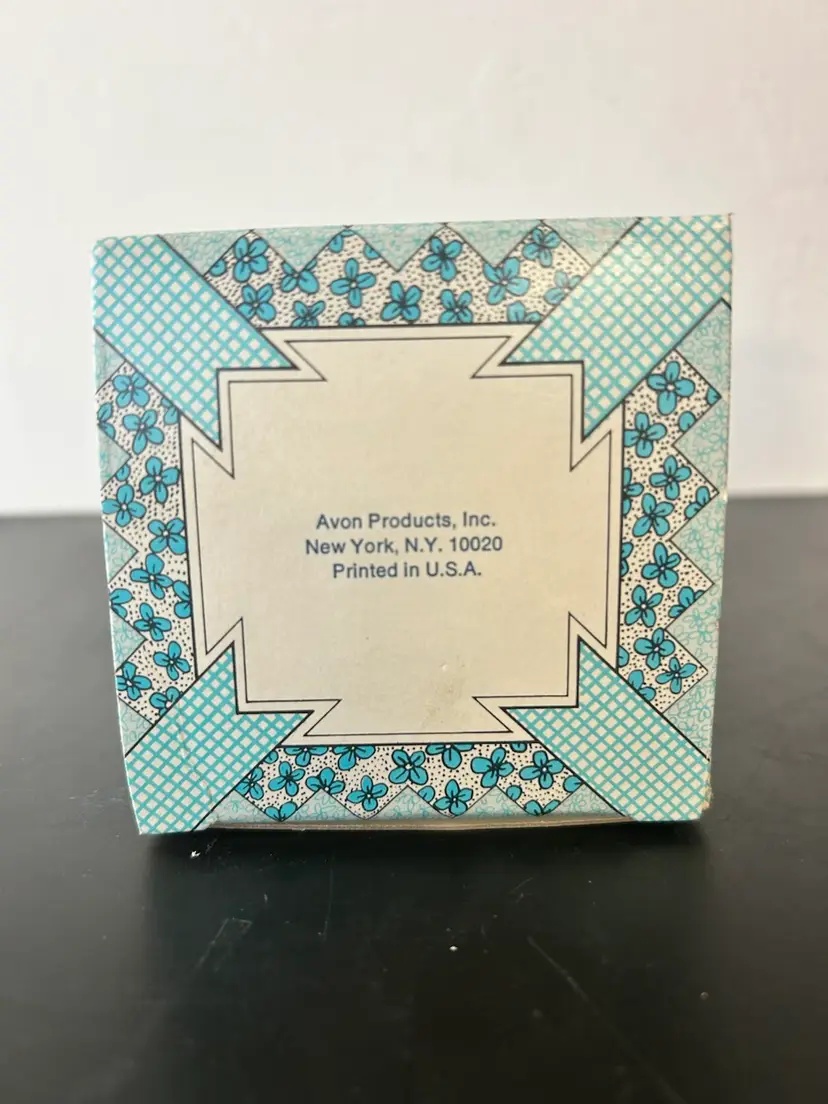 Avon Products, Inc.
New York, N.Y. 10020
Printed in U.S.A.